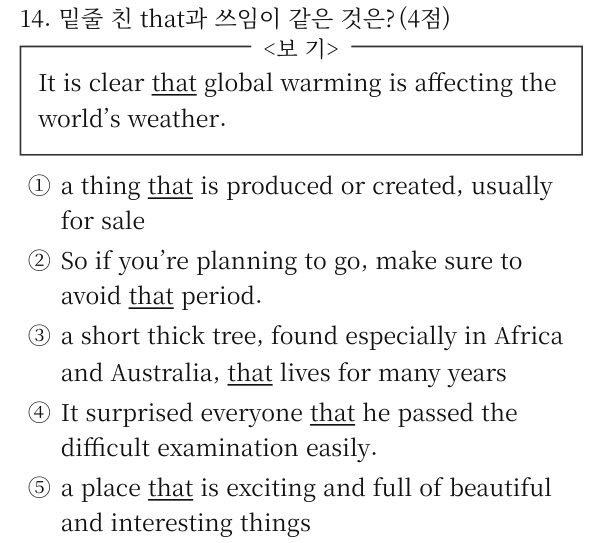 14. 밑줄 친 that과 쓰임이 같은 것은?(4점)
<보 기>
It is clear that global warming is affecting the
world's weather.
① a thing that is produced or created, usually
for sale
② So if you're planning to go, make sure to
avoid that period.
③ a short thick tree, found especially in Africa
and Australia, that lives for many years
④ It surprised everyone that he passed the
difficult examination easily.
⑤ a place that is exciting and full of beautiful
and interesting things